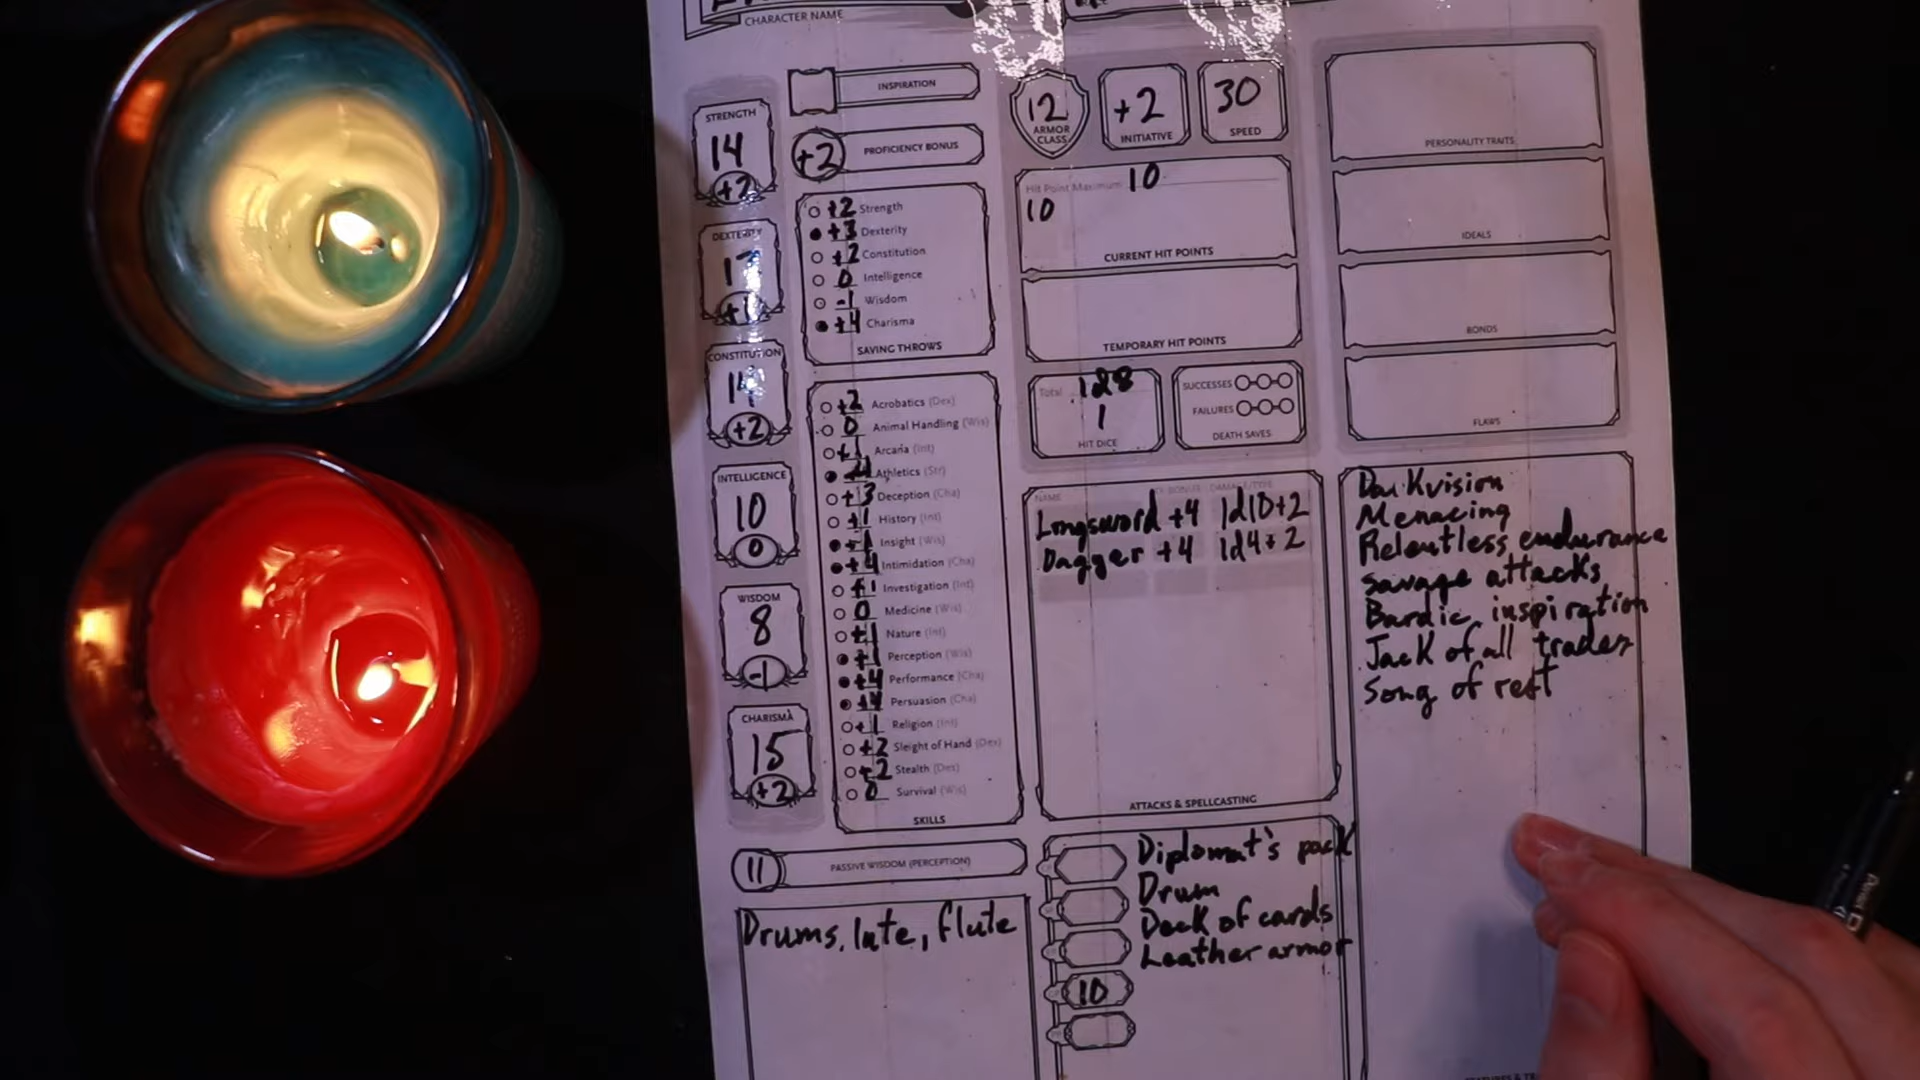 CHARACTER NAME
INSPIRATION
+2 PROFICIENCY BONUS
STRENGTH
14
+2
DEXTERITY
+1
CONSTITUTION
14
+2
INTELLIGENCE
10
0
WISDOM
8
-1
CHARISMA
15
+2
+2 Strength
+3 Dexterity
+2 Constitution
0 Intelligence
-1 Wisdom
+4 Charisma
SAVING THROWS
+2 Acrobatics (Dex)
0 Animal Handling (Wis)
+1 Arcana (Int)
Athletics (Str)
+3 Deception (Cha)
+1 History (Int)
+1 Insight (Wis)
+4 Intimidation (Cha)
+1 Investigation (Int)
0 Medicine (Wis)
+1 Nature (Int)
+1 Perception (Wis)
+4 Performance (Cha)
+4 Persuasion (Cha)
+1 Religion (Int)
+2 Sleight of Hand (Dex)
+2 Stealth (Dex)
0 Survival (Wis)
SKILLS
11 PASSIVE WISDOM (PERCEPTION)
Drums, lute, flute
12
ARMOR
CLASS
+2
INITIATIVE
30
SPEED
Hit Point Maximum 10
10
CURRENT HIT POINTS
TEMPORARY HIT POINTS
Total 1d8
1
HIT DICE
SUCCESSES
FAILURES
DEATH SAVES
NAME DAMAGE/TYPE
Longsword +4 1d10+2
Dagger +4 1d4+2
ATTACKS & SPELLCASTING
Diplomat's pack
Drum
Deck of cards
Leather armor
10
PERSONALITY TRAITS
IDEALS
BONDS
FLAWS
Darkvision
Menacing
Relentless endurance
savage attacks
Bardic inspiration
Jack of all trades
Song of rest